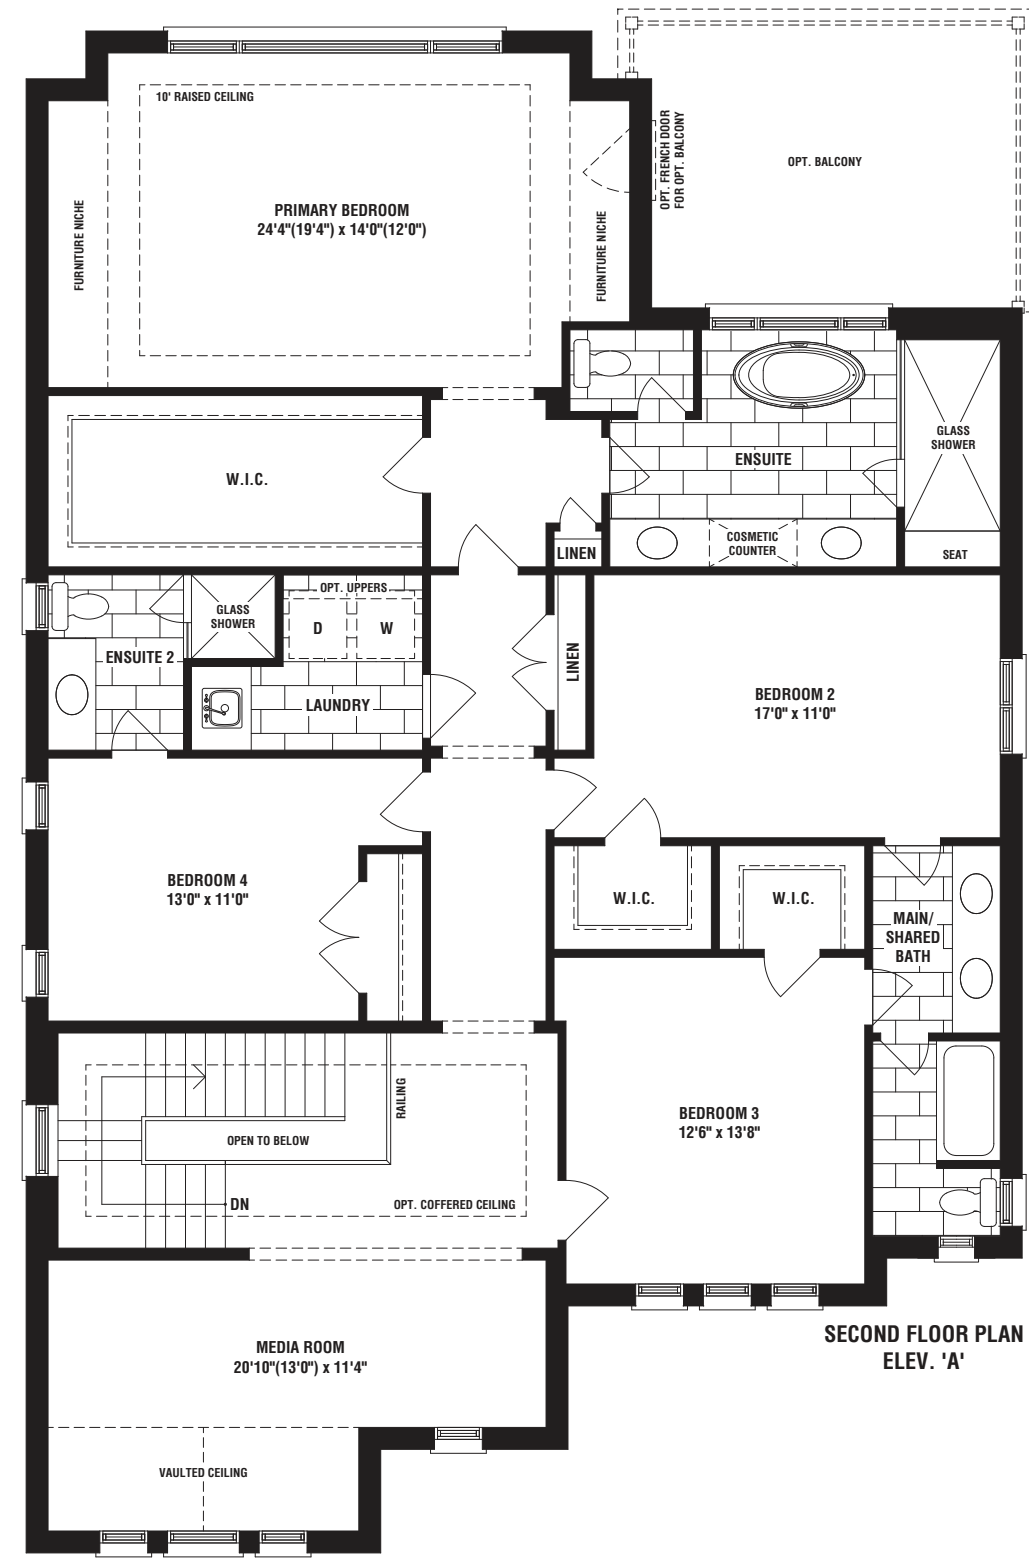 10' RAISED CEILING
OPT. BALCONY
OPT. FRENCH DOOR
FOR OPT. BALCONY
PRIMARY BEDROOM
24'4"(19'4") x 14'0"(12'0")
FURNITURE NICHE
FURNITURE NICHE
GLASS
SHOWER
ENSUITE
W.I.C.
COSMETIC
COUNTER
LINEN
SEAT
OPT. UPPERS
GLASS
SHOWER
D
W
ENSUITE 2
LINEN
LAUNDRY
BEDROOM 2
17'0" x 11'0"
BEDROOM 4
13'0" x 11'0"
W.I.C.
W.I.C.
MAIN/
SHARED
BATH
RAILING
OPEN TO BELOW
BEDROOM 3
12'6" x 13'8"
DN
OPT. COFFERED CEILING
MEDIA ROOM
20'10"(13'0") x 11'4"
SECOND FLOOR PLAN
ELEV. 'A'
VAULTED CEILING